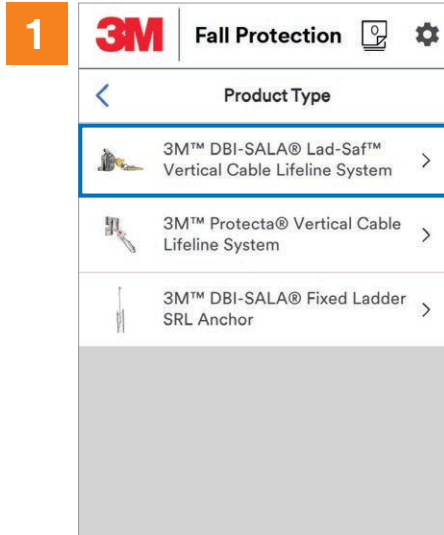 1
3M
Fall Protection
Product Type
3M™ DBI-SALA® Lad-Saf™
Vertical Cable Lifeline System
3M™ Protecta® Vertical Cable
Lifeline System
3M™ DBI-SALA® Fixed Ladder
SRL Anchor